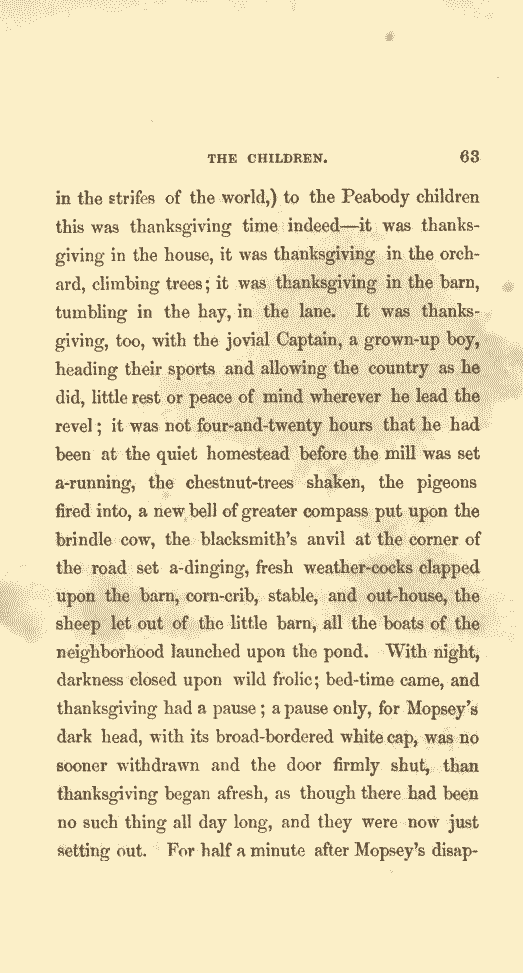 THE CHILDREN. 63
in the strifes of the world,) to the Peabody children
this was thanksgiving time indeed—it was thanks-
giving in the house, it was thanksgiving in the orch-
ard, climbing trees; it was thanksgiving in the barn,
tumbling in the hay, in the lane. It was thanks-
giving, too, with the jovial Captain, a grown-up boy,
heading their sports and allowing the country as he
did, little rest or peace of mind wherever he lead the
revel; it was not four-and-twenty hours that he had
been at the quiet homestead before the mill was set
a-running, the chestnut-trees shaken, the pigeons
fired into, a new bell of greater compass put upon the
brindle cow, the blacksmith's anvil at the corner of
the road set a-dinging, fresh weather-cocks clapped
upon the barn, corn-crib, stable, and out-house, the
sheep let out of the little barn, all the boats of the
neighborhood launched upon the pond. With night,
darkness closed upon wild frolic; bed-time came, and
thanksgiving had a pause; a pause only, for Mopsey's
dark head, with its broad-bordered white cap, was no
sooner withdrawn and the door firmly shut, than
thanksgiving began afresh, as though there had been
no such thing all day long, and they were now just
setting out. For half a minute after Mopsey's disap-